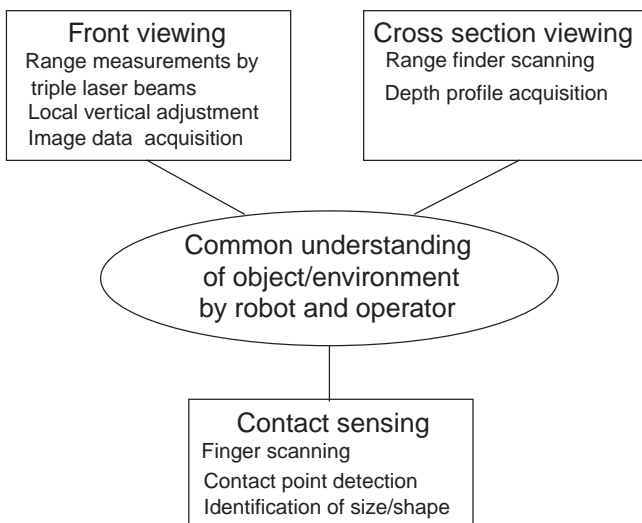 Front viewing
Range measurements by
triple laser beams
Local vertical adjustment
Image data acquisition
Cross section viewing
Range finder scanning
Depth profile acquisition
Common understanding
of object/environment
by robot and operator
Contact sensing
Finger scanning
Contact point detection
Identification of size/shape